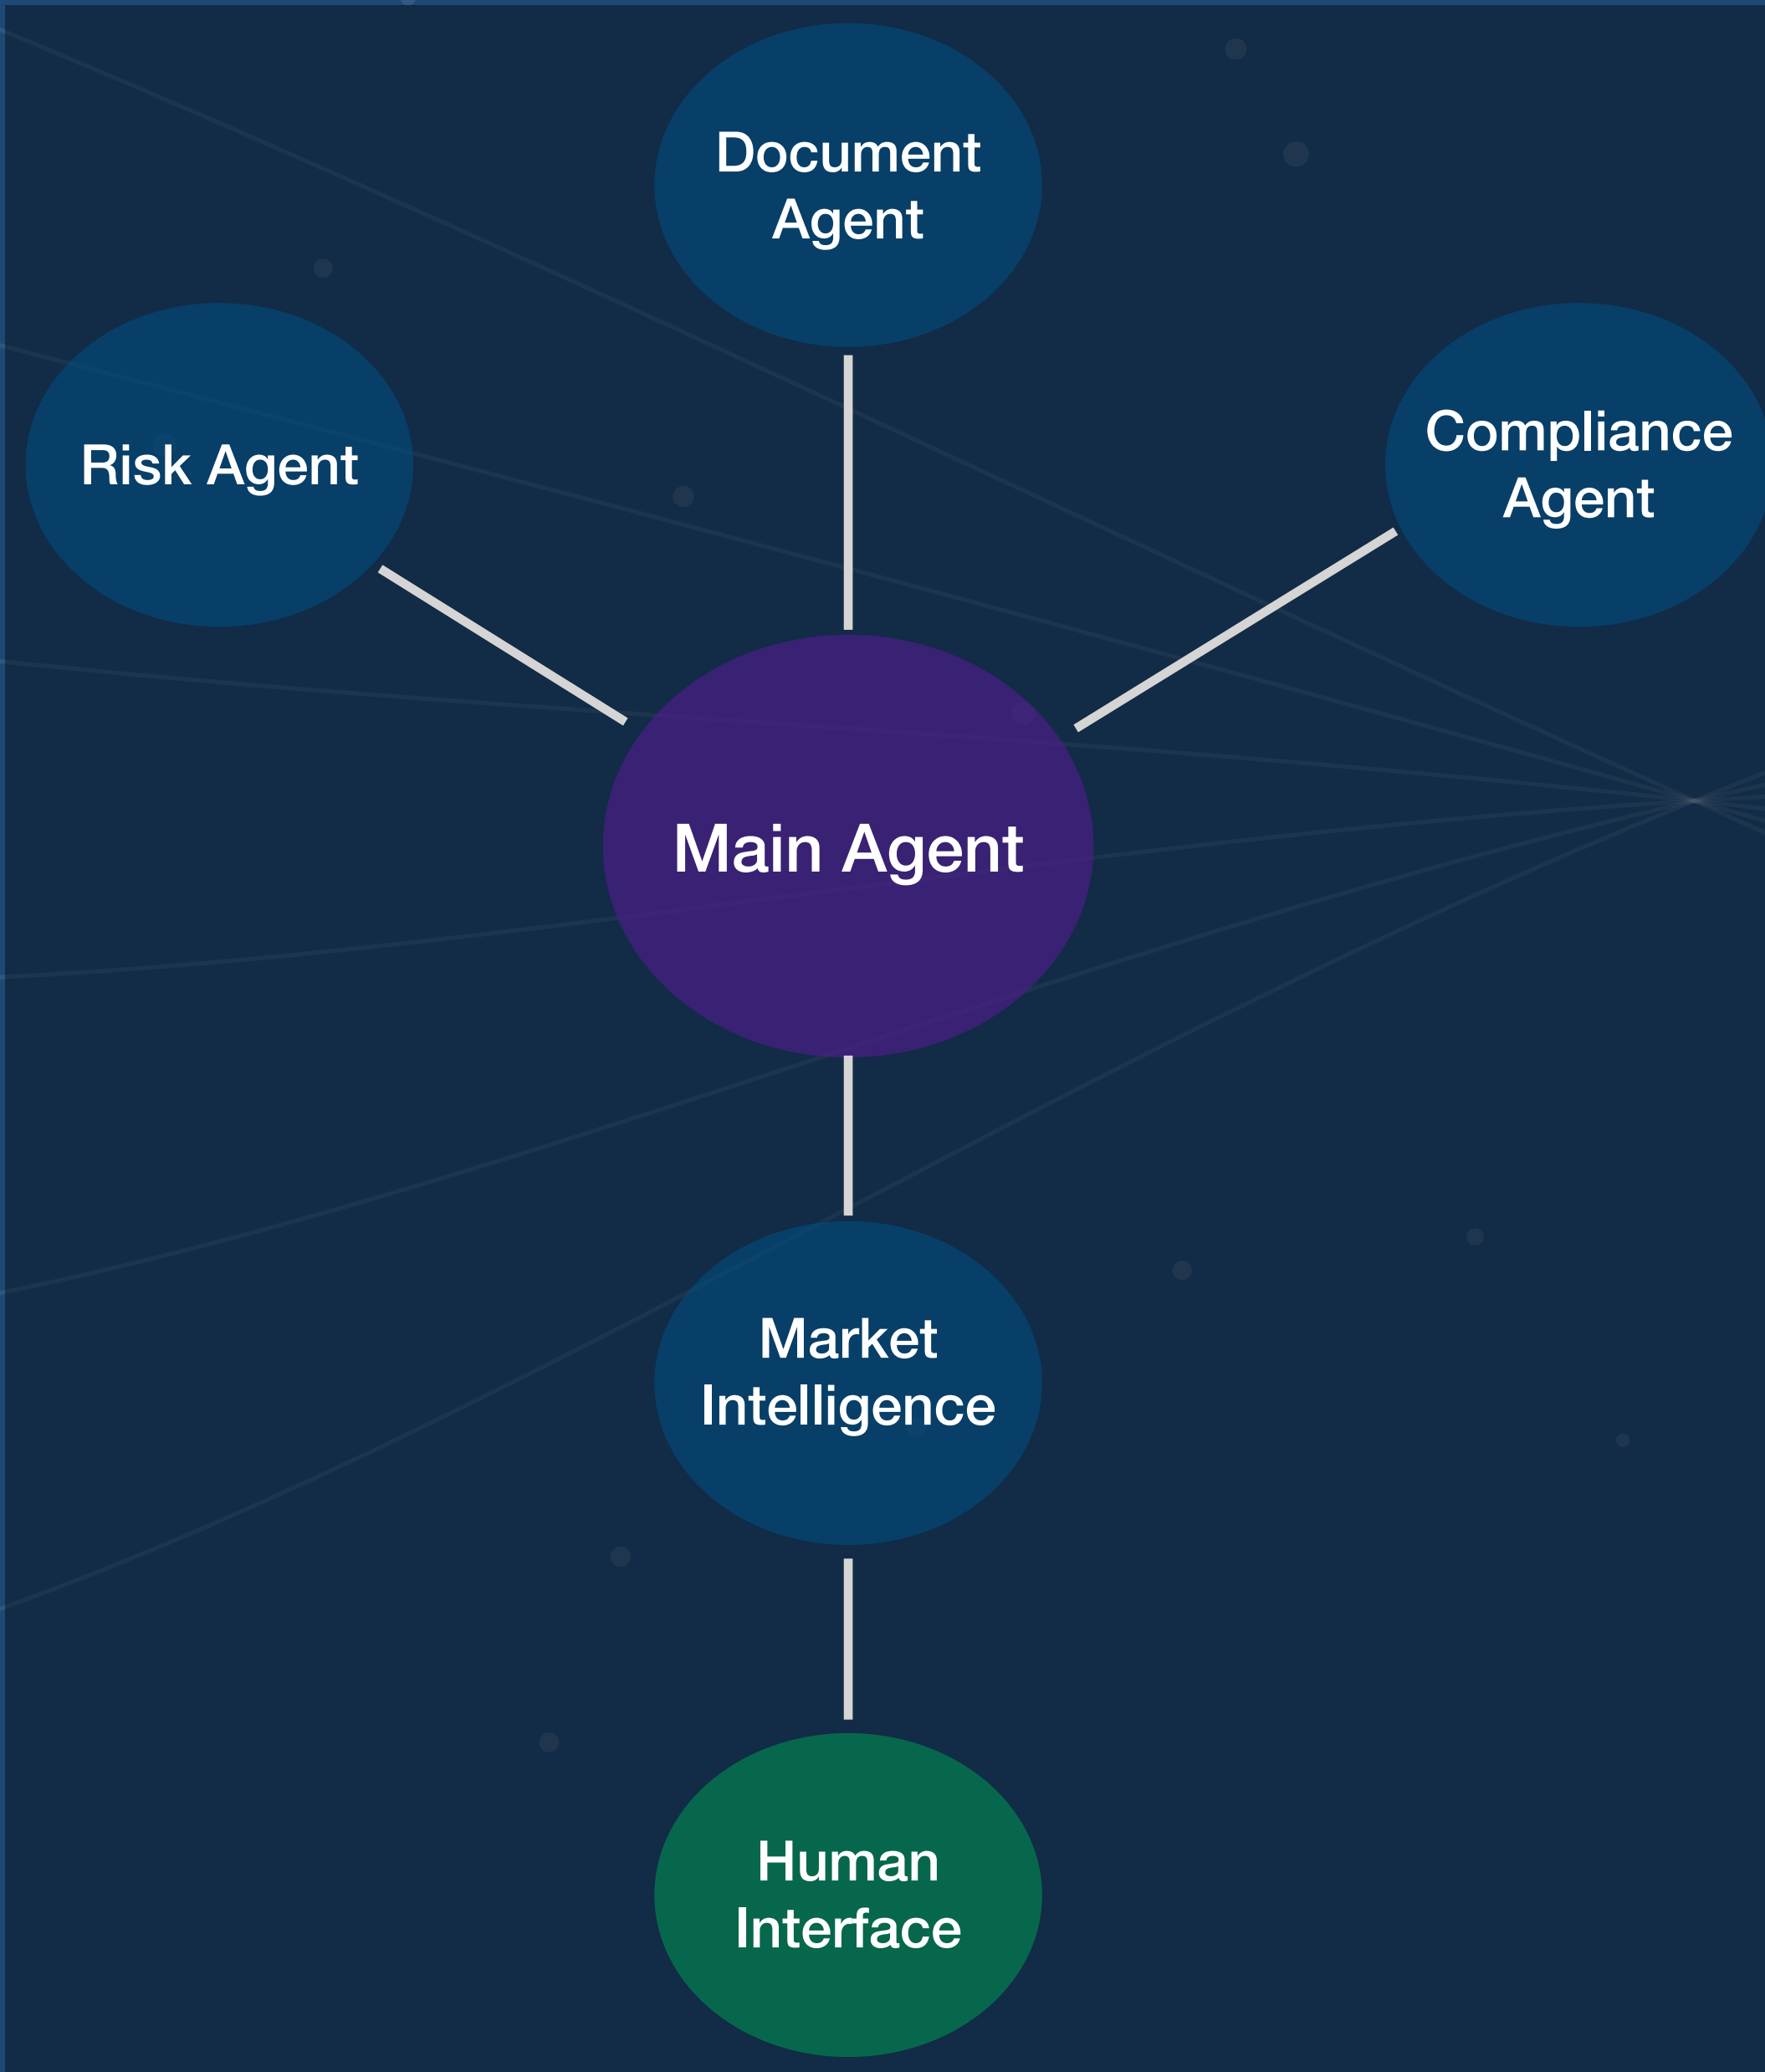 Document
Agent
Risk Agent
Compliance
Agent
Main Agent
Market
Intelligence
Human
Interface